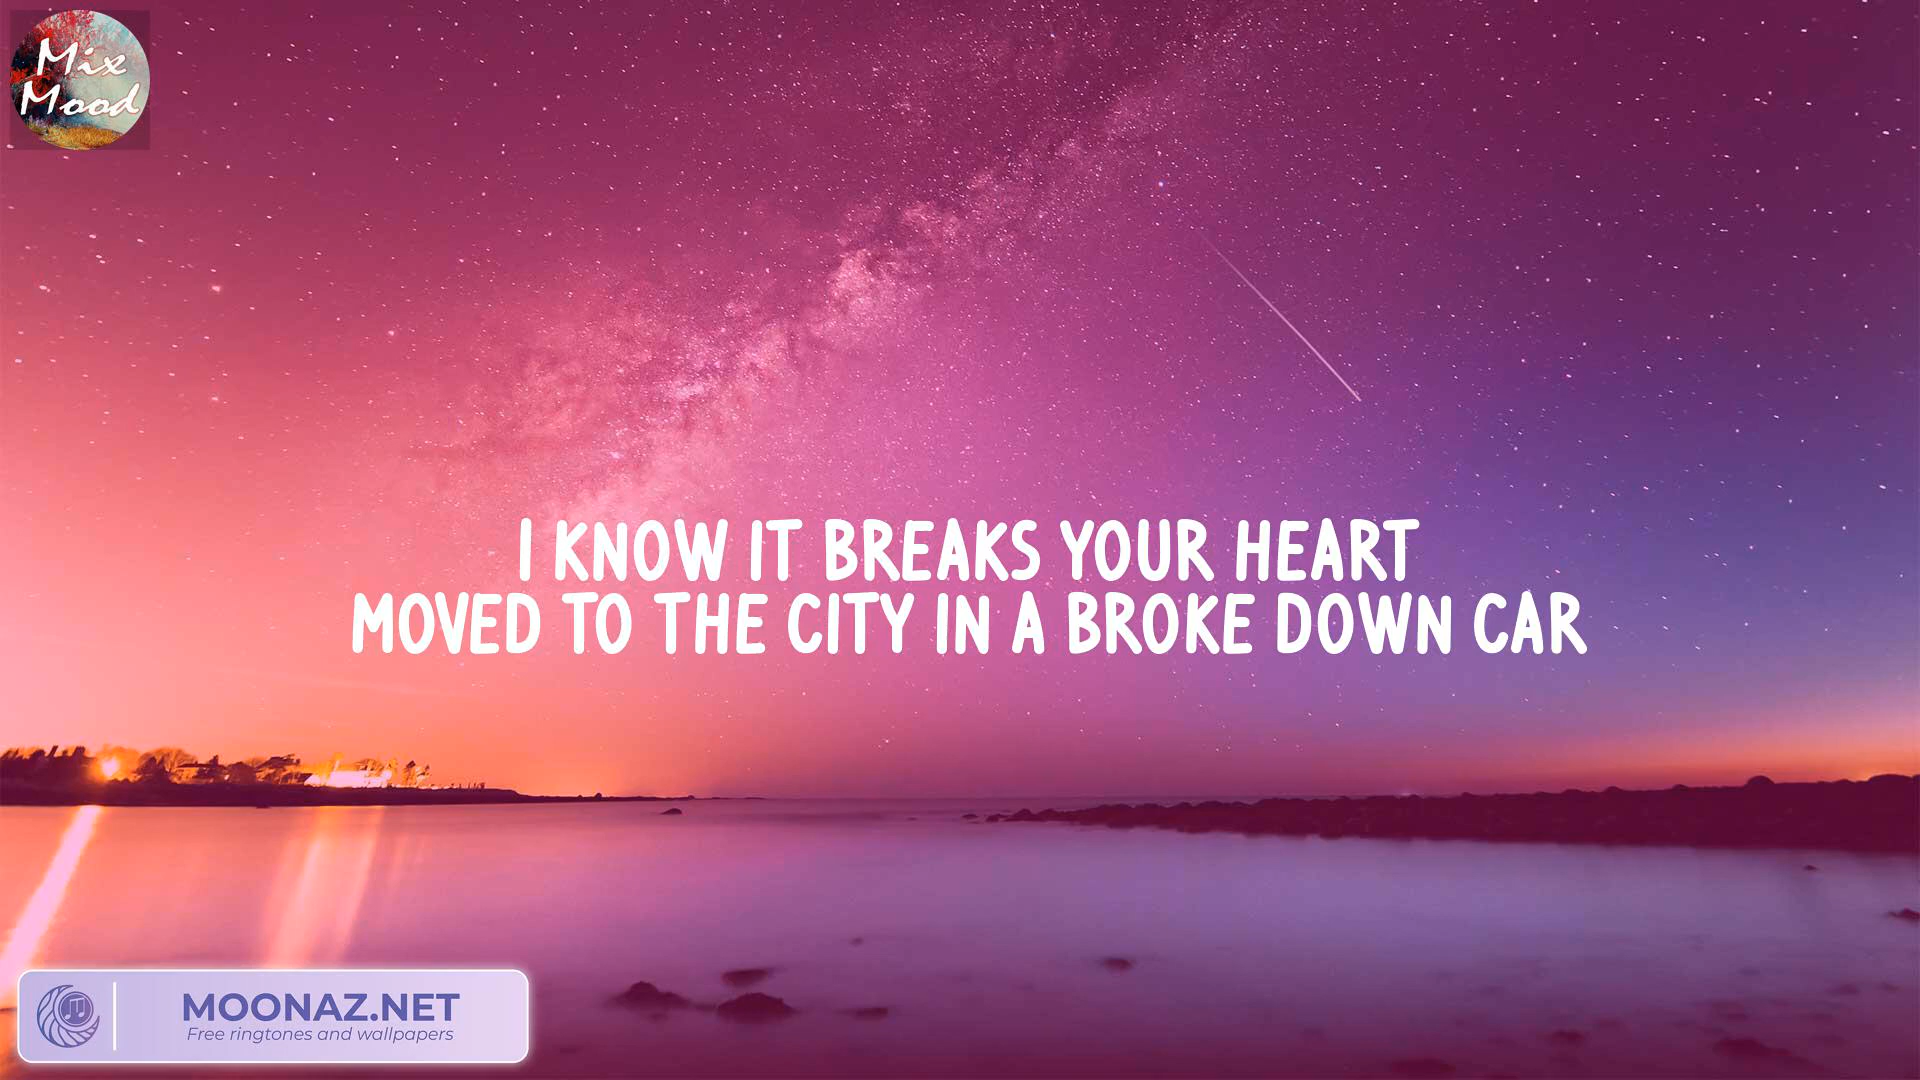 Mix
Mood
I KNOW IT BREAKS YOUR HEART
MOVED TO THE CITY IN A BROKE DOWN CAR
MOONAZ.NET
Free ringtones and wallpapers